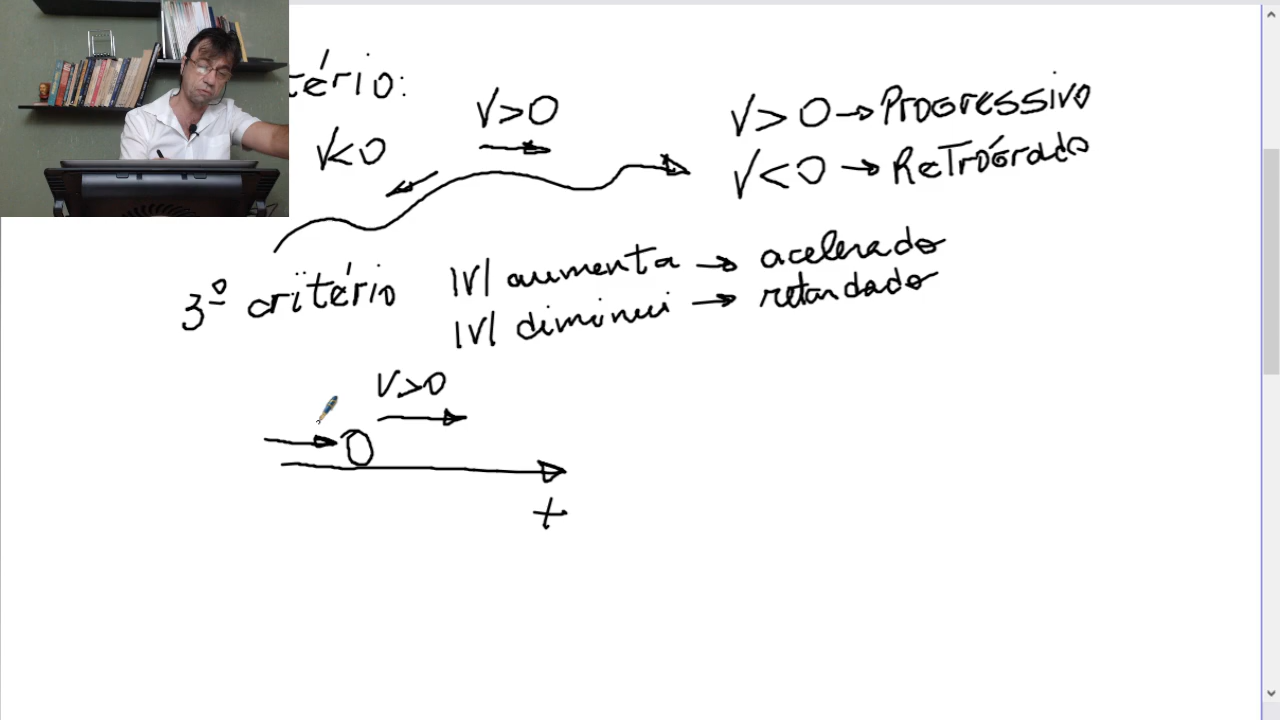 tério:
V<0
V>0
V>0→Progressivo
V<0→Retrógrado
3º critério
|V| aumenta → acelerado
|V| diminui → retardado
V>0
+